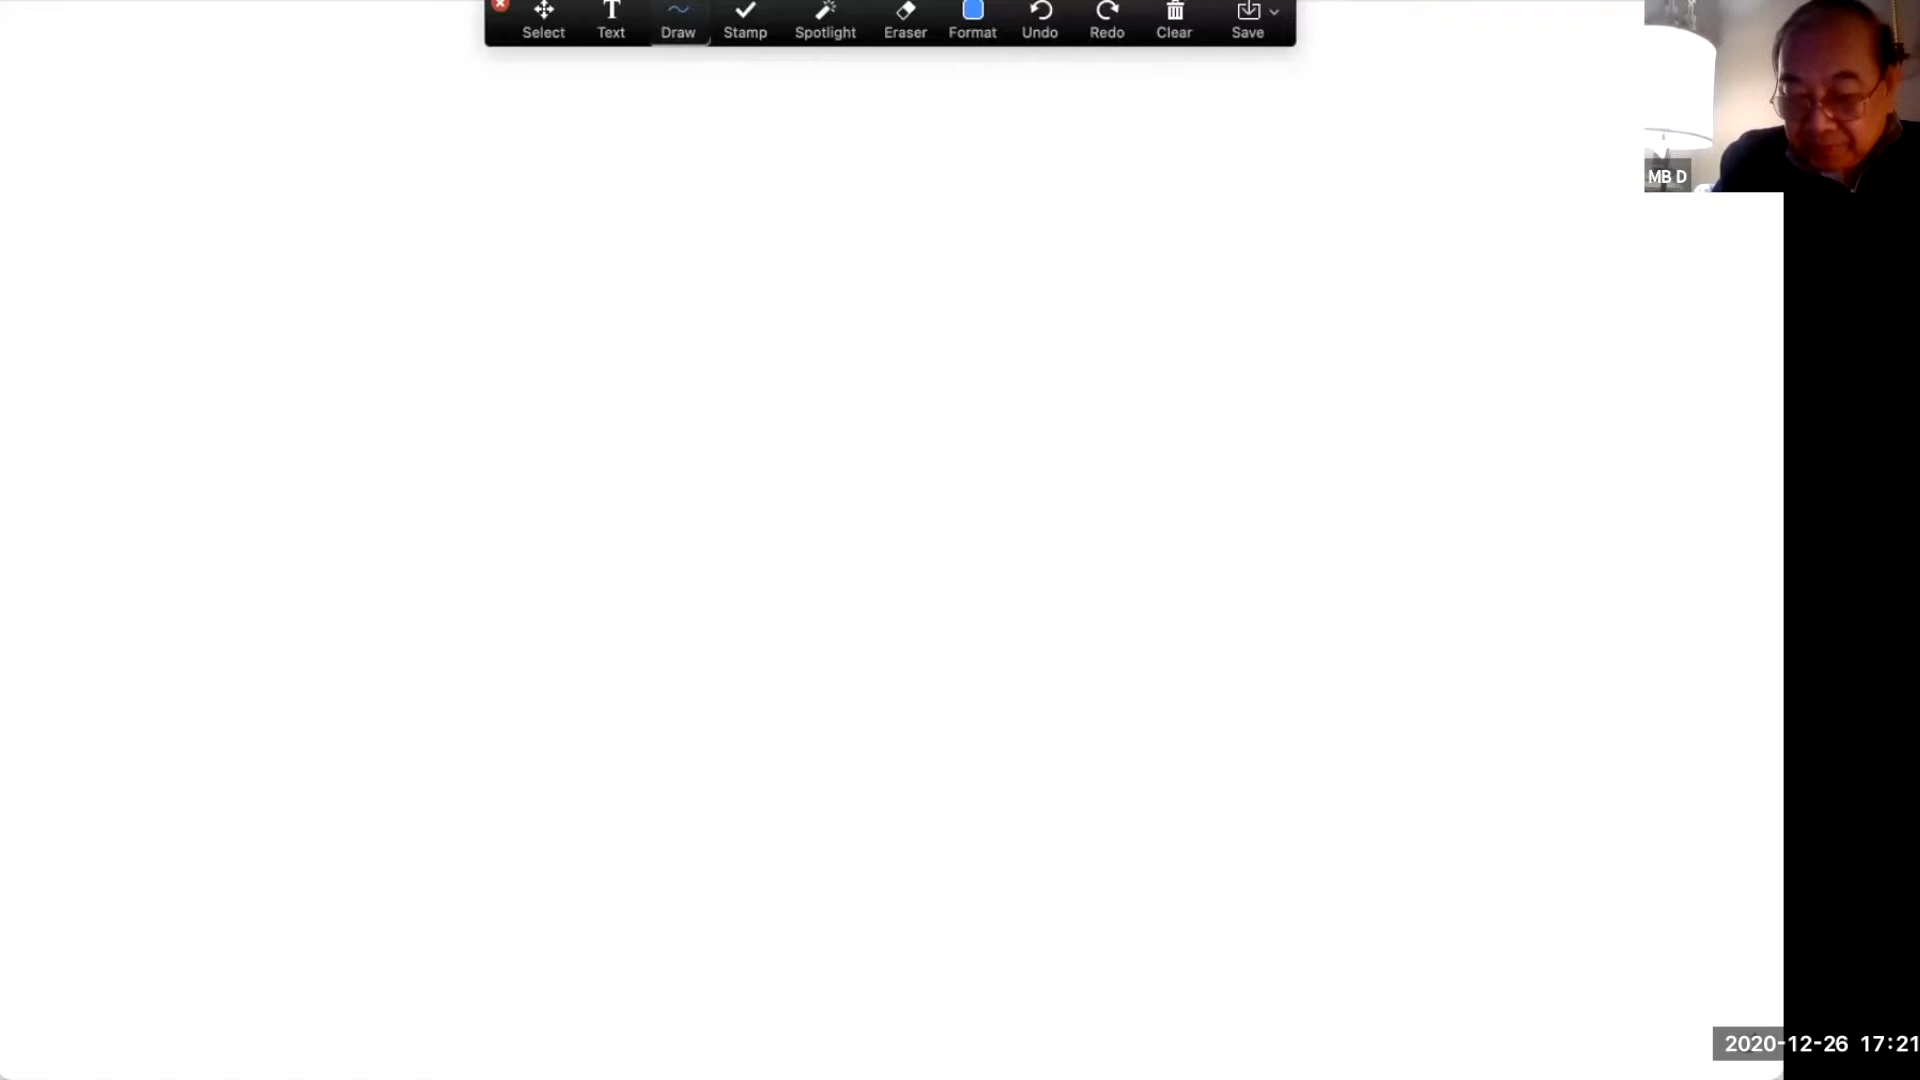 Select Text Draw Stamp Spotlight Eraser Format Undo Redo Clear Save
MB D
2020-12-26 17:21